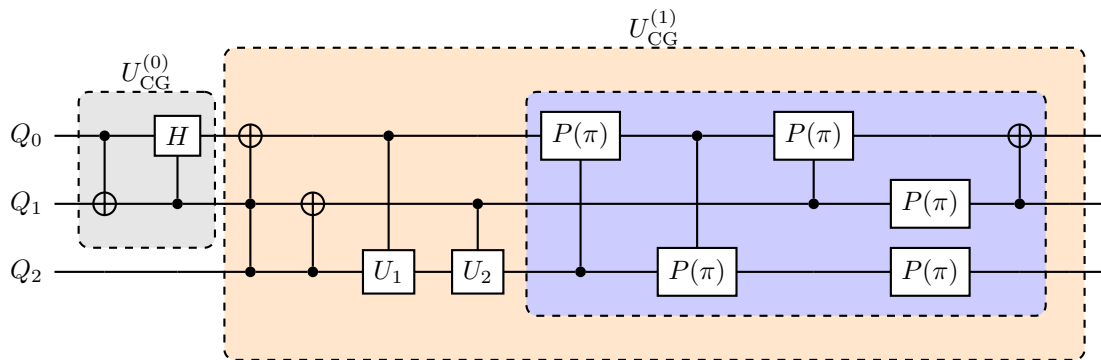 U_CG^(1)
U_CG^(0)
Q_0 H P(π) P(π)
Q_1 P(π)
Q_2 U_1 U_2 P(π) P(π)